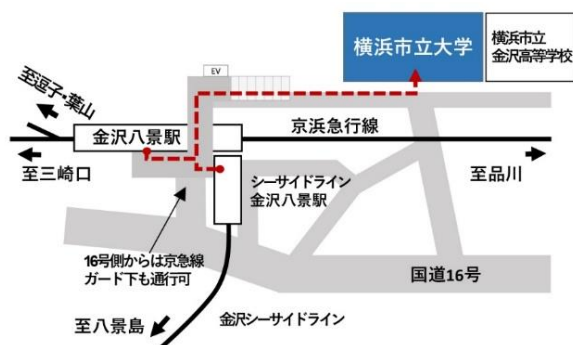 横浜市立大学
横浜市立
金沢高等学校
EV
至逗子・葉山
金沢八景駅
京浜急行線
至三崎口
至品川
シーサイドライン
金沢八景駅
16号側からは京急線
ガード下も通行可
国道16号
至八景島
金沢シーサイドライン